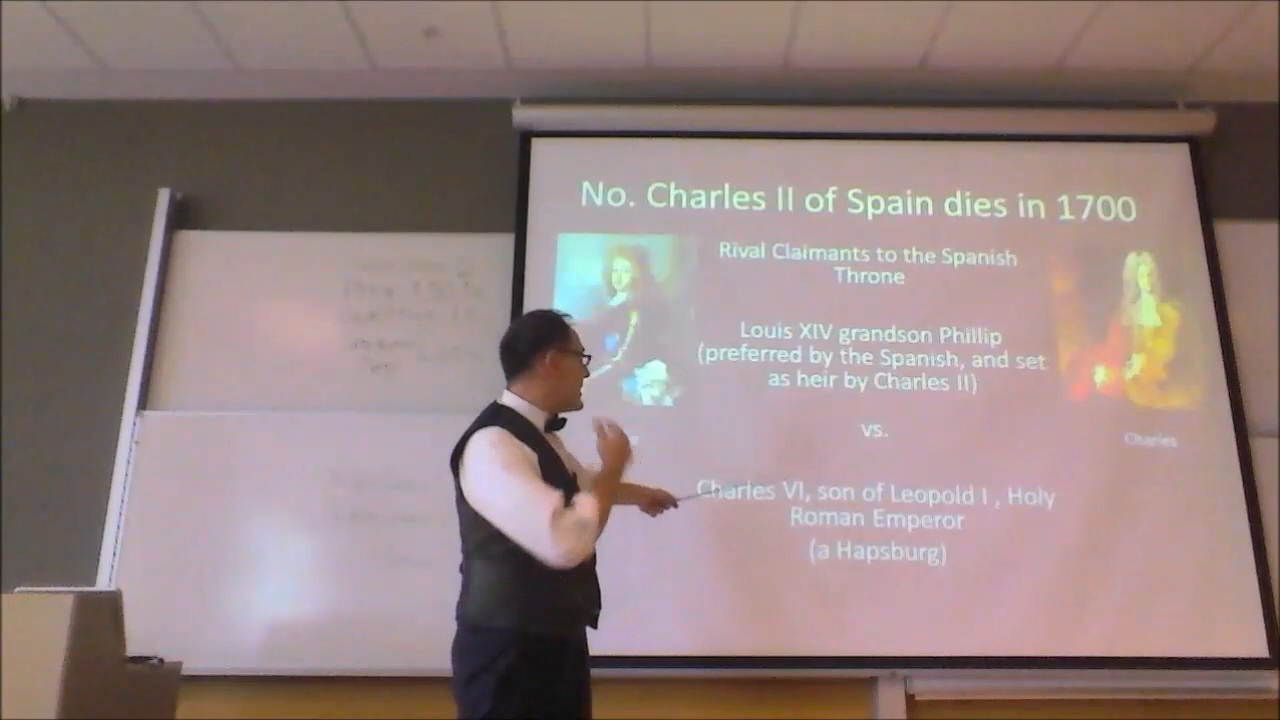 No. Charles II of Spain dies in 1700
Rival Claimants to the Spanish
Throne
Louis XIV grandson Phillip
(preferred by the Spanish, and set
as heir by Charles II)
vs.
Charles
Charles VI, son of Leopold I , Holy
Roman Emperor
(a Hapsburg)